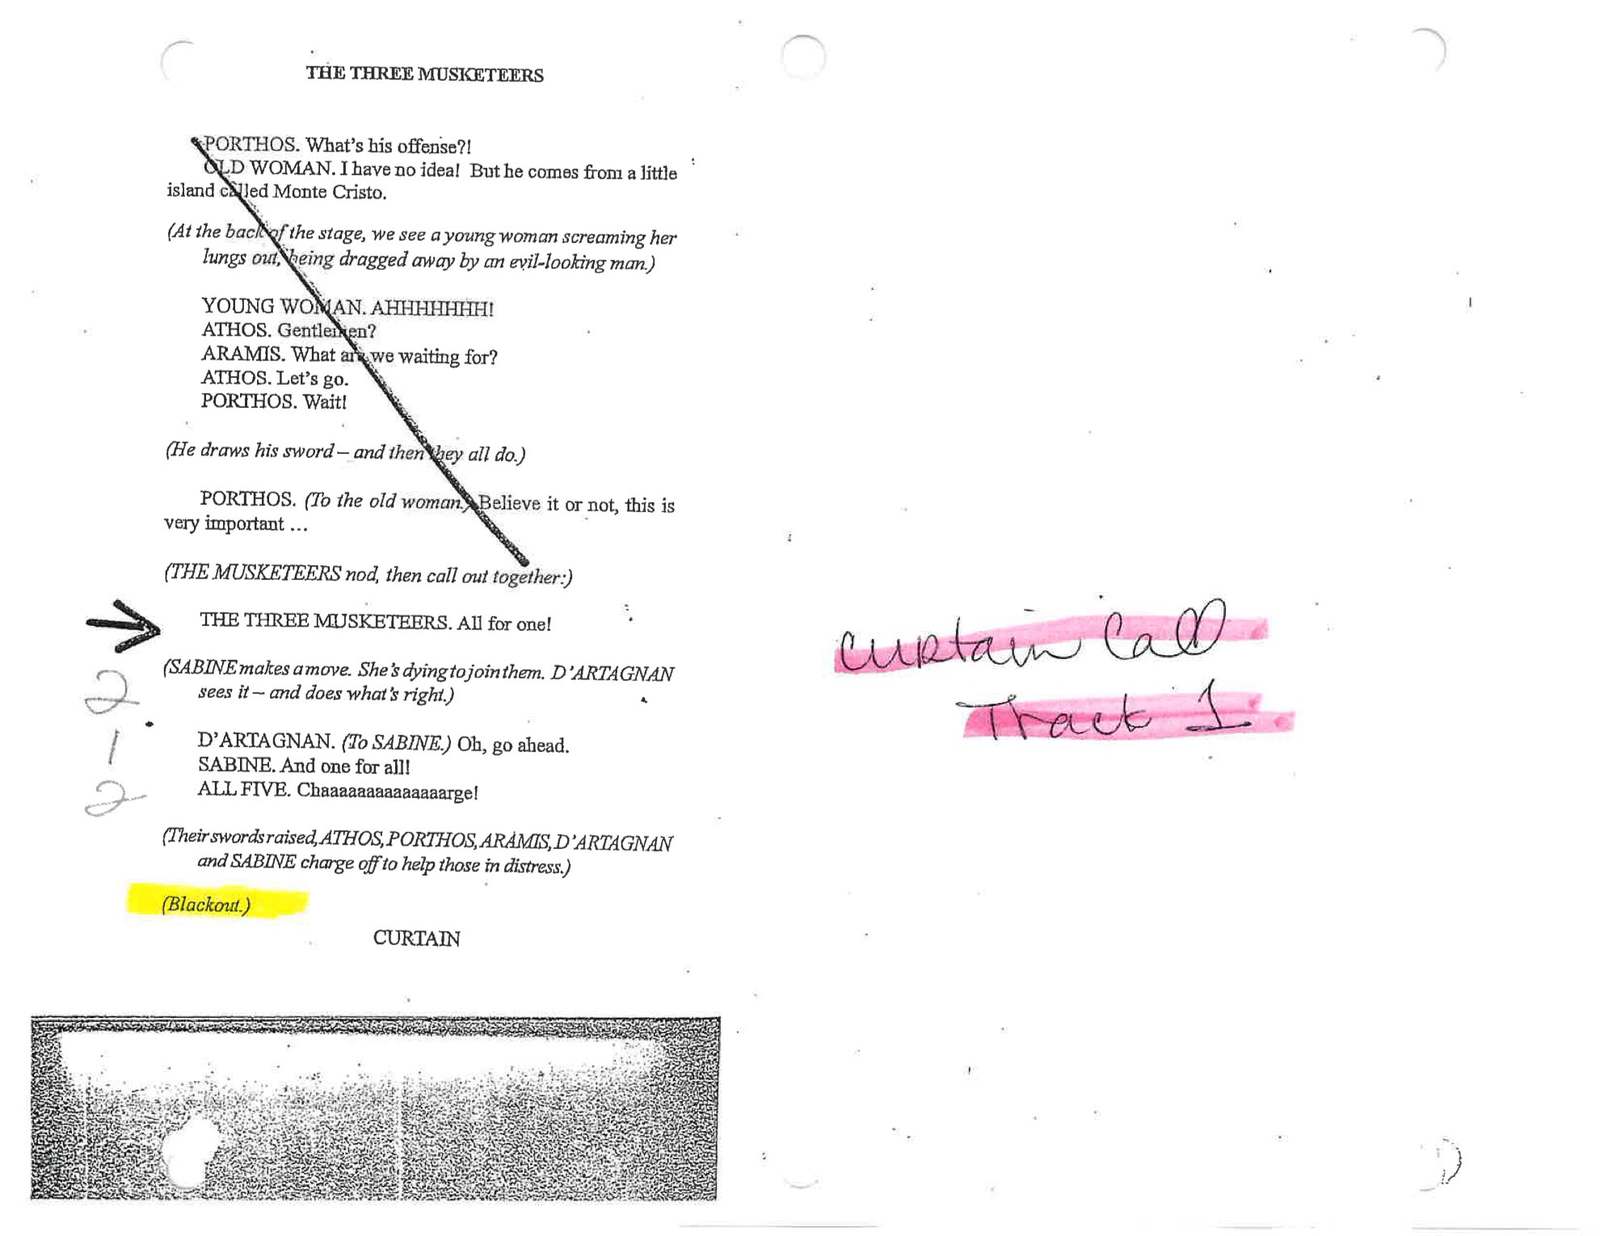 THE THREE MUSKETEERS
PORTHOS. What's his offense?!
OLD WOMAN. I have no idea! But he comes from a little
island called Monte Cristo.
(At the back of the stage, we see a young woman screaming her
lungs out, being dragged away by an evil-looking man.)
YOUNG WOMAN. AHHHHHHH!
ATHOS. Gentlemen?
ARAMIS. What are we waiting for?
ATHOS. Let's go.
PORTHOS. Wait!
(He draws his sword – and then they all do.)
PORTHOS. (To the old woman.) Believe it or not, this is
very important ...
(THE MUSKETEERS nod, then call out together:)
THE THREE MUSKETEERS. All for one!
(SABINE makes a move. She's dying to join them. D'ARTAGNAN
sees it – and does what's right.)
2
1
2
D'ARTAGNAN. (To SABINE.) Oh, go ahead.
SABINE. And one for all!
ALL FIVE. Chaaaaaaaaaaaaaaarge!
(Their swords raised, ATHOS, PORTHOS, ARAMIS, D'ARTAGNAN
and SABINE charge off to help those in distress.)
(Blackout.)
CURTAIN
Curtain Call
Track 1